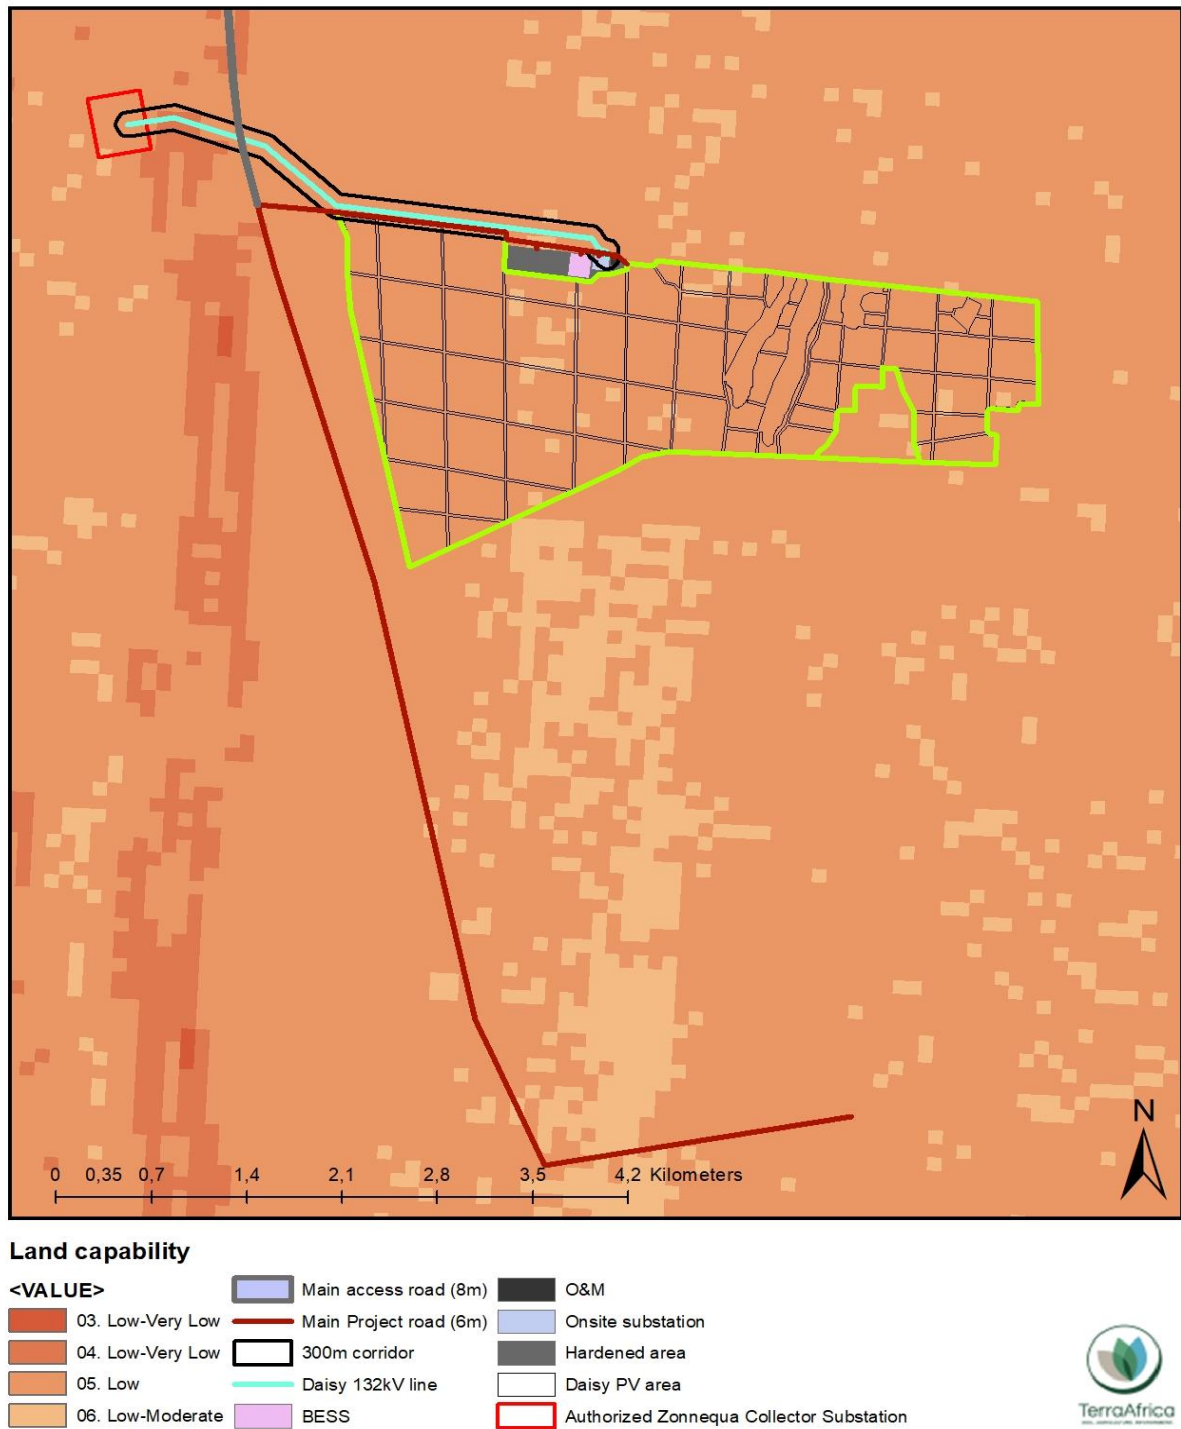 N
0 0,35 0,7 1,4 2,1 2,8 3,5 4,2 Kilometers
Land capability
<VALUE>
03. Low-Very Low
04. Low-Very Low
05. Low
06. Low-Moderate
Main access road (8m)
Main Project road (6m)
300m corridor
Daisy 132kV line
BESS
O&M
Onsite substation
Hardened area
Daisy PV area
Authorized Zonnequa Collector Substation
TerraAfrica